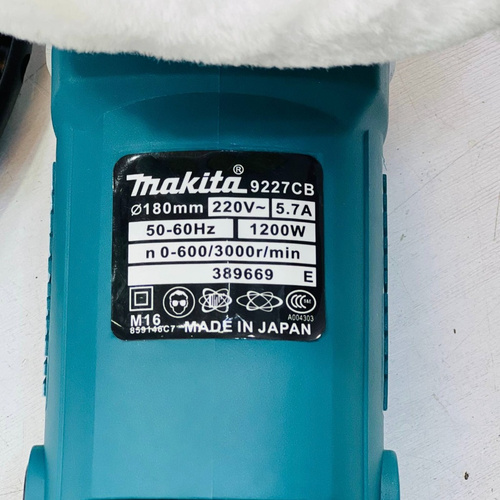 makita® 9227CB
Ø180mm 220V~ 5.7A
50-60Hz 1200W
n 0-600/3000r/min
389669 E
M16
859146C7 MADE IN JAPAN
A004303